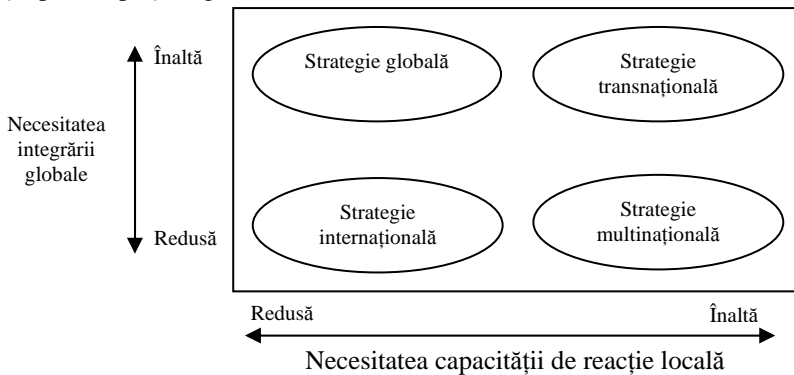 Înaltă
Strategie globală
Strategie
transnațională
Necesitatea
integrării
globale
Strategie
internațională
Strategie
multinațională
Redusă
Redusă
Înaltă
Necesitatea capacității de reacție locală